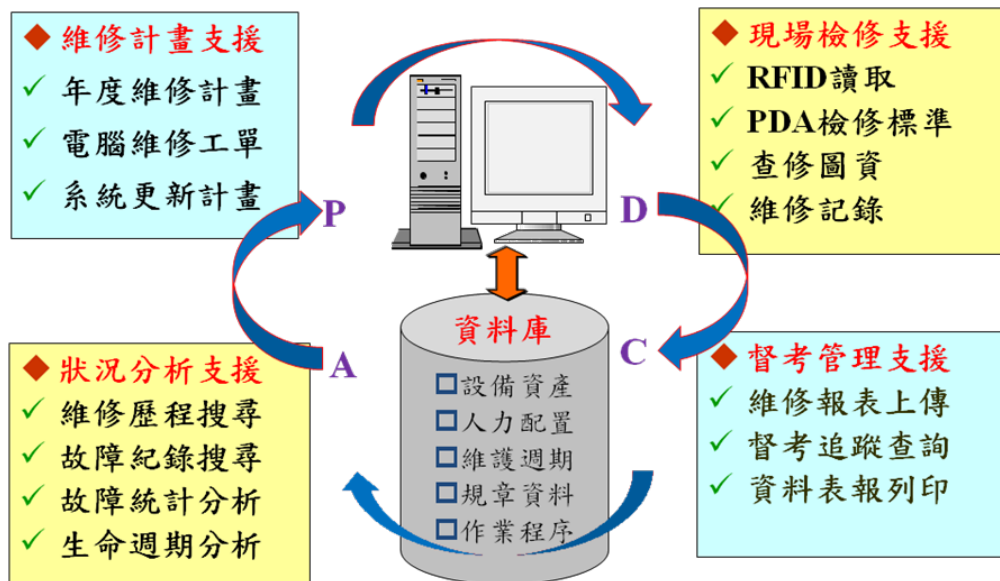 ◆ 維修計畫支援
✓ 年度維修計畫
✓ 電腦維修工單
✓ 系統更新計畫
◆ 現場檢修支援
✓ RFID讀取
✓ PDA檢修標準
✓ 查修圖資
✓ 維修記錄
P
D
A
C
資料庫
設備資產
人力配置
維護週期
規章資料
作業程序
◆ 狀況分析支援
✓ 維修歷程搜尋
✓ 故障紀錄搜尋
✓ 故障統計分析
✓ 生命週期分析
◆ 督考管理支援
✓ 維修報表上傳
✓ 督考追蹤查詢
✓ 資料表報列印